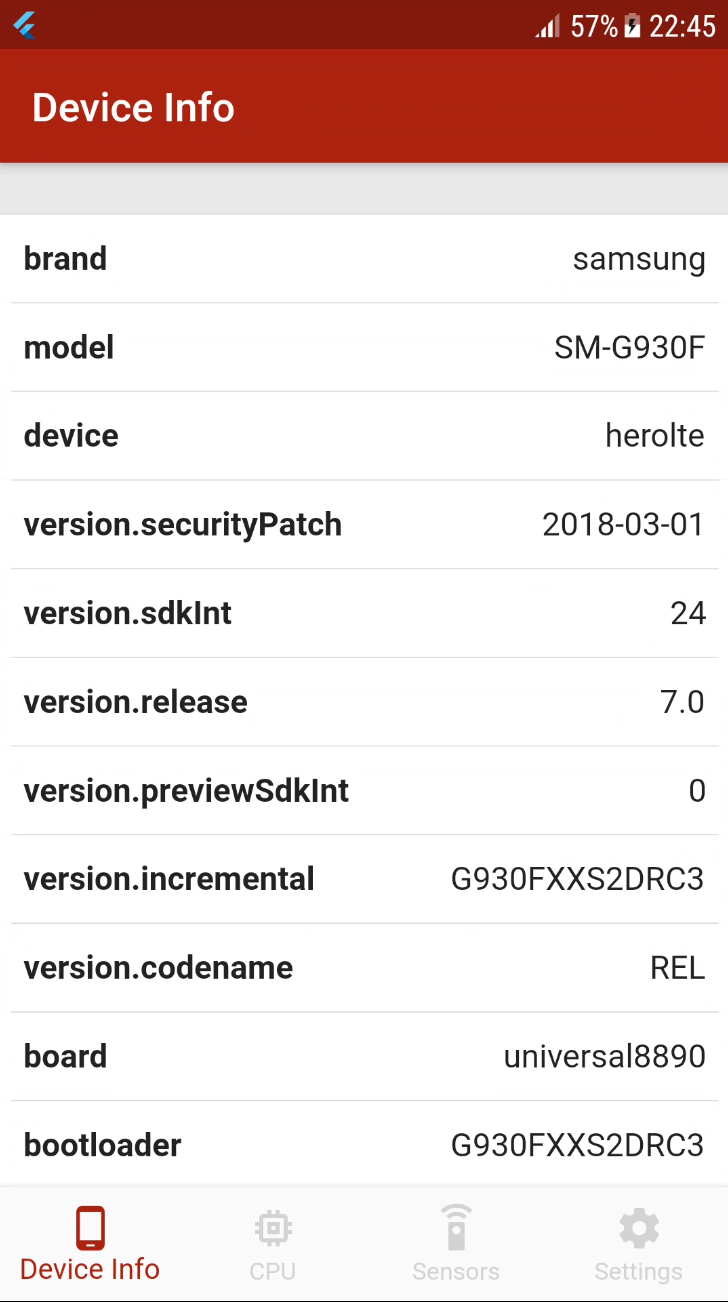 57% 22:45
Device Info
brand samsung
model SM-G930F
device herolte
version.securityPatch 2018-03-01
version.sdkInt 24
version.release 7.0
version.previewSdkInt 0
version.incremental G930FXXS2DRC3
version.codename REL
board universal8890
bootloader G930FXXS2DRC3
Device Info CPU Sensors Settings